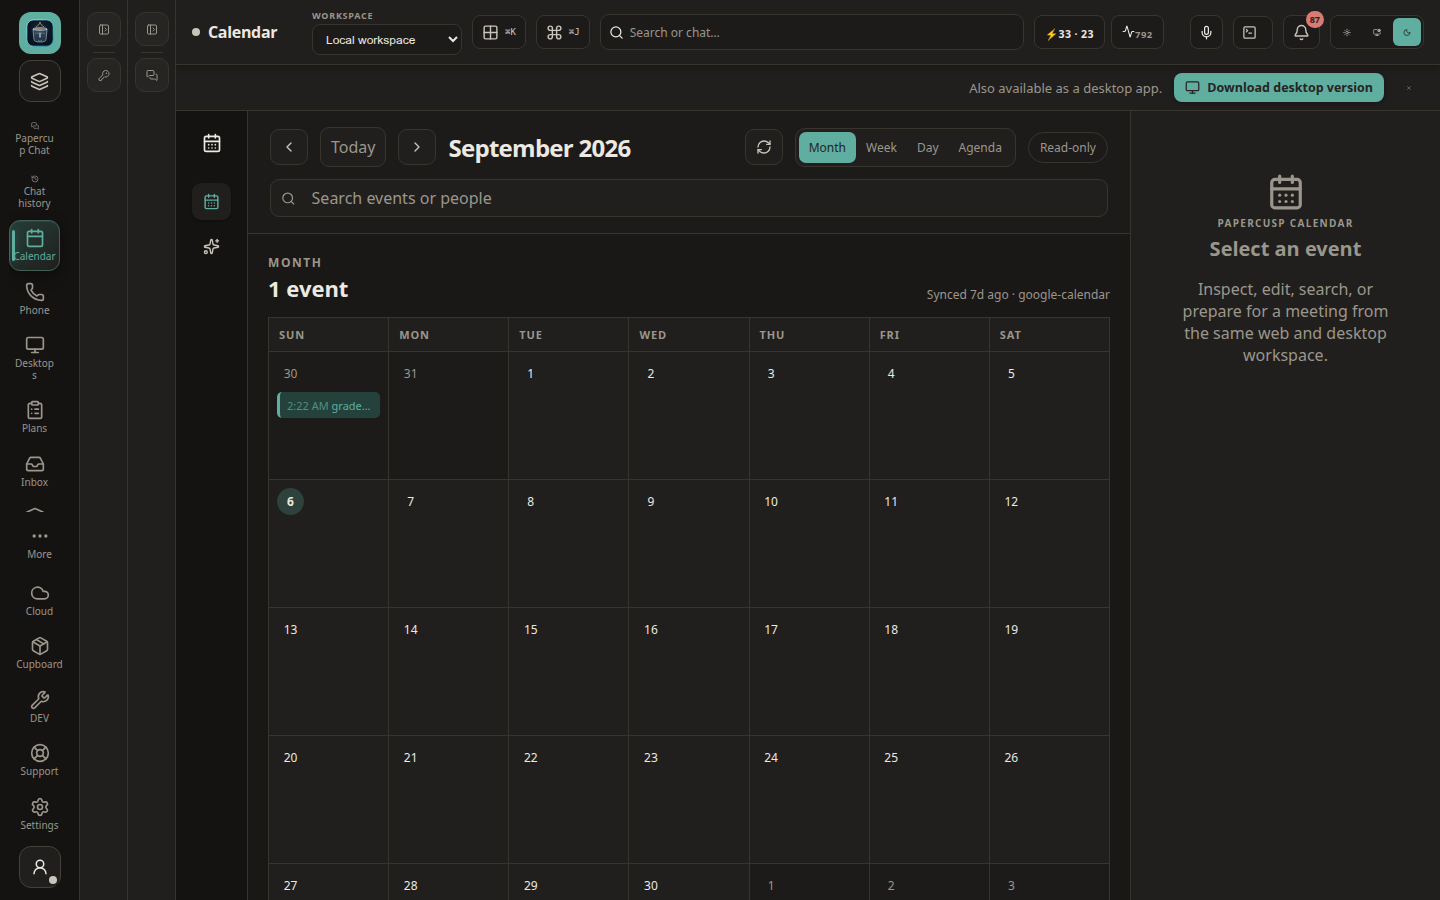 Papercu
p Chat
Chat
history
Calendar
Phone
Desktop
s
Plans
Inbox
More
Cloud
Cupboard
DEV
Support
Settings
Calendar
WORKSPACE
Local workspace
⌘K
⌘J
Search or chat...
⚡33 · 23
792
87
Also available as a desktop app.
Download desktop version
×
Today
September 2026
Month
Week
Day
Agenda
Read-only
Search events or people
MONTH
1 event
Synced 7d ago · google-calendar
SUN MON TUE WED THU FRI SAT
30 31 1 2 3 4 5
2:22 AM grade...
6 7 8 9 10 11 12
13 14 15 16 17 18 19
20 21 22 23 24 25 26
27 28 29 30 1 2 3
PAPERCUSP CALENDAR
Select an event
Inspect, edit, search, or
prepare for a meeting from
the same web and desktop
workspace.